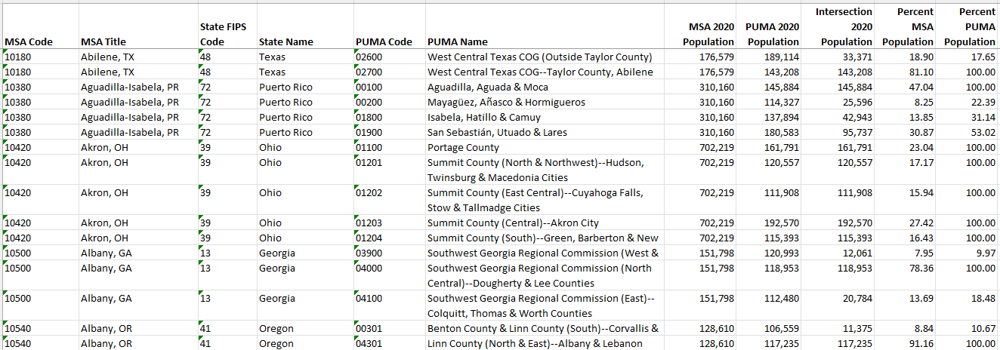 Intersection Percent Percent
State FIPS MSA 2020 PUMA 2020 2020 MSA PUMA
MSA Code MSA Title Code State Name PUMA Code PUMA Name Population Population Population Population Population
10180 Abilene, TX 48 Texas 02600 West Central Texas COG (Outside Taylor County) 176,579 189,114 33,371 18.90 17.65
10180 Abilene, TX 48 Texas 02700 West Central Texas COG--Taylor County, Abilene 176,579 143,208 143,208 81.10 100.00
10380 Aguadilla-Isabela, PR 72 Puerto Rico 00100 Aguadilla, Aguada & Moca 310,160 145,884 145,884 47.04 100.00
10380 Aguadilla-Isabela, PR 72 Puerto Rico 00200 Mayagüez, Añasco & Hormigueros 310,160 114,327 25,596 8.25 22.39
10380 Aguadilla-Isabela, PR 72 Puerto Rico 01800 Isabela, Hatillo & Camuy 310,160 137,894 42,943 13.85 31.14
10380 Aguadilla-Isabela, PR 72 Puerto Rico 01900 San Sebastián, Utuado & Lares 310,160 180,583 95,737 30.87 53.02
10420 Akron, OH 39 Ohio 01100 Portage County 702,219 161,791 161,791 23.04 100.00
10420 Akron, OH 39 Ohio 01201 Summit County (North & Northwest)--Hudson, 702,219 120,557 120,557 17.17 100.00
Twinsburg & Macedonia Cities
10420 Akron, OH 39 Ohio 01202 Summit County (East Central)--Cuyahoga Falls, 702,219 111,908 111,908 15.94 100.00
Stow & Tallmadge Cities
10420 Akron, OH 39 Ohio 01203 Summit County (Central)--Akron City 702,219 192,570 192,570 27.42 100.00
10420 Akron, OH 39 Ohio 01204 Summit County (South)--Green, Barberton & New 702,219 115,393 115,393 16.43 100.00
10500 Albany, GA 13 Georgia 03900 Southwest Georgia Regional Commission (West & 151,798 120,993 12,061 7.95 9.97
10500 Albany, GA 13 Georgia 04000 Southwest Georgia Regional Commission (North 151,798 118,953 118,953 78.36 100.00
Central)--Dougherty & Lee Counties
10500 Albany, GA 13 Georgia 04100 Southwest Georgia Regional Commission (East)-- 151,798 112,480 20,784 13.69 18.48
Colquitt, Thomas & Worth Counties
10540 Albany, OR 41 Oregon 00301 Benton County & Linn County (South)--Corvallis & 128,610 106,559 11,375 8.84 10.67
10540 Albany, OR 41 Oregon 04301 Linn County (North & East)--Albany & Lebanon 128,610 117,235 117,235 91.16 100.00